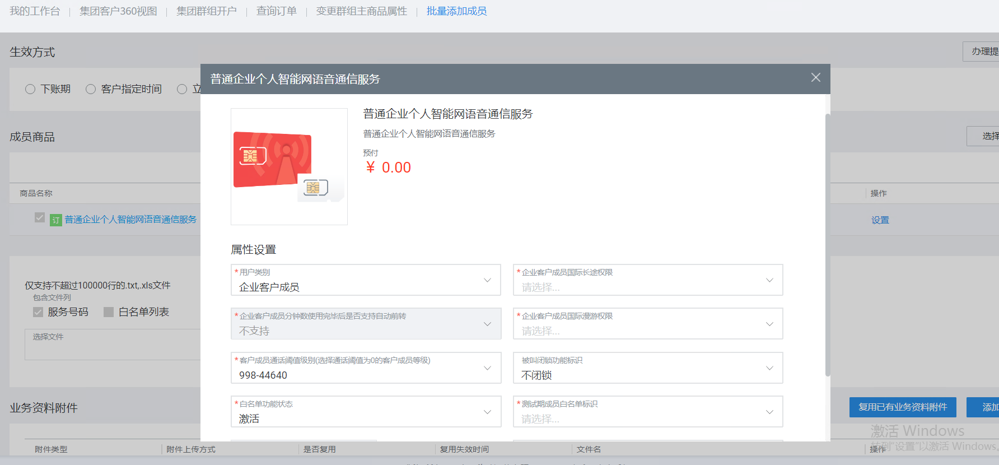 我的工作台 集团客户360视图 集团群组开户 查询订单 变更群组主商品属性 批量添加成员
生效方式
办理提
下账期 客户指定时间 立
成员商品
选择
商品名称
操作
订 普通企业个人智能网语音通信服务
设置
仅支持不超过100000行的.txt,.xls文件
包含文件列
服务号码 白名单列表
选择文件
业务资料附件
复用已有业务资料附件 添加
附件类型 附件上传方式 是否复用 复用失效时间 文件名 操作
普通企业个人智能网语音通信服务
普通企业个人智能网语音通信服务
普通企业个人智能网语音通信服务
预付
¥ 0.00
属性设置
*用户类别
企业客户成员
*企业客户成员国际长途权限
请选择...
*企业客户成员分钟数使用完毕后是否支持自动前转
不支持
*企业客户成员国际漫游权限
请选择...
*客户成员通话阈值级别(选择通话阈值为0的客户成员等级)
998-44640
被叫闭锁功能标识
不闭锁
*白名单功能状态
激活
*测试期成员白名单标识
请选择...
激活 Windows
转到"设置"以激活 Windows。